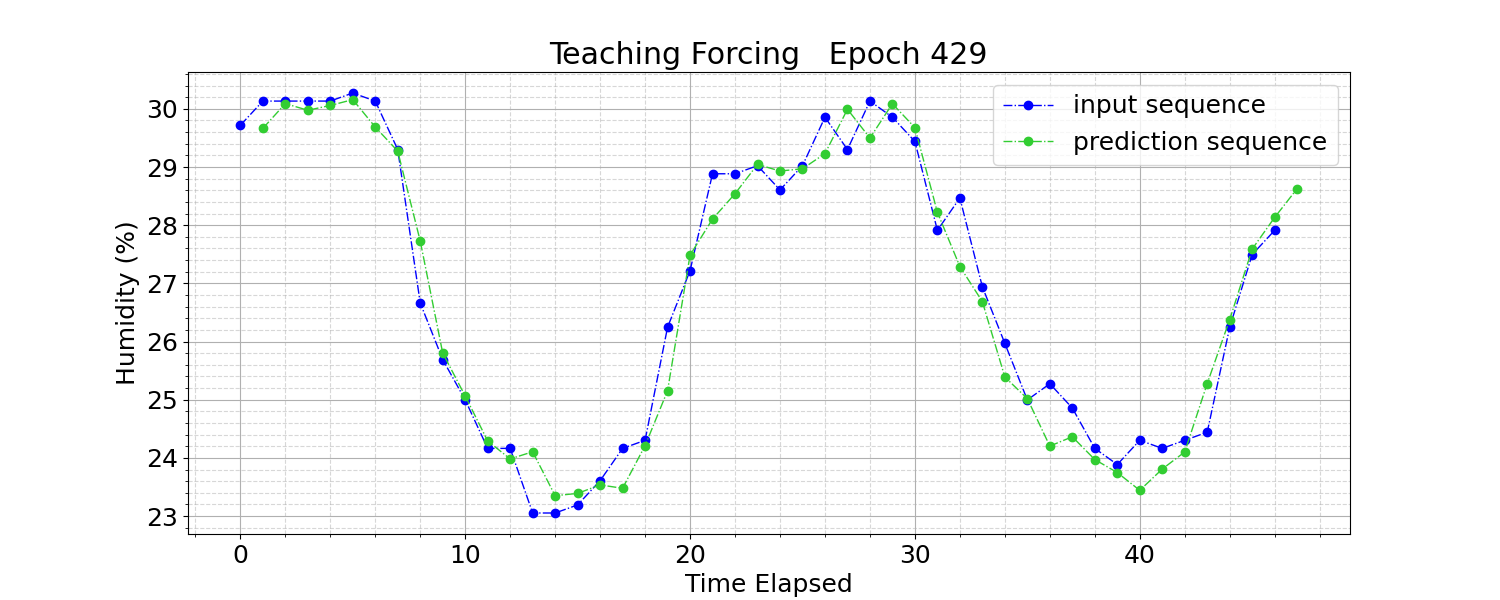 Teaching Forcing   Epoch 429
input sequence
prediction sequence
Humidity (%)
30
29
28
27
26
25
24
23
0 10 20 30 40
Time Elapsed